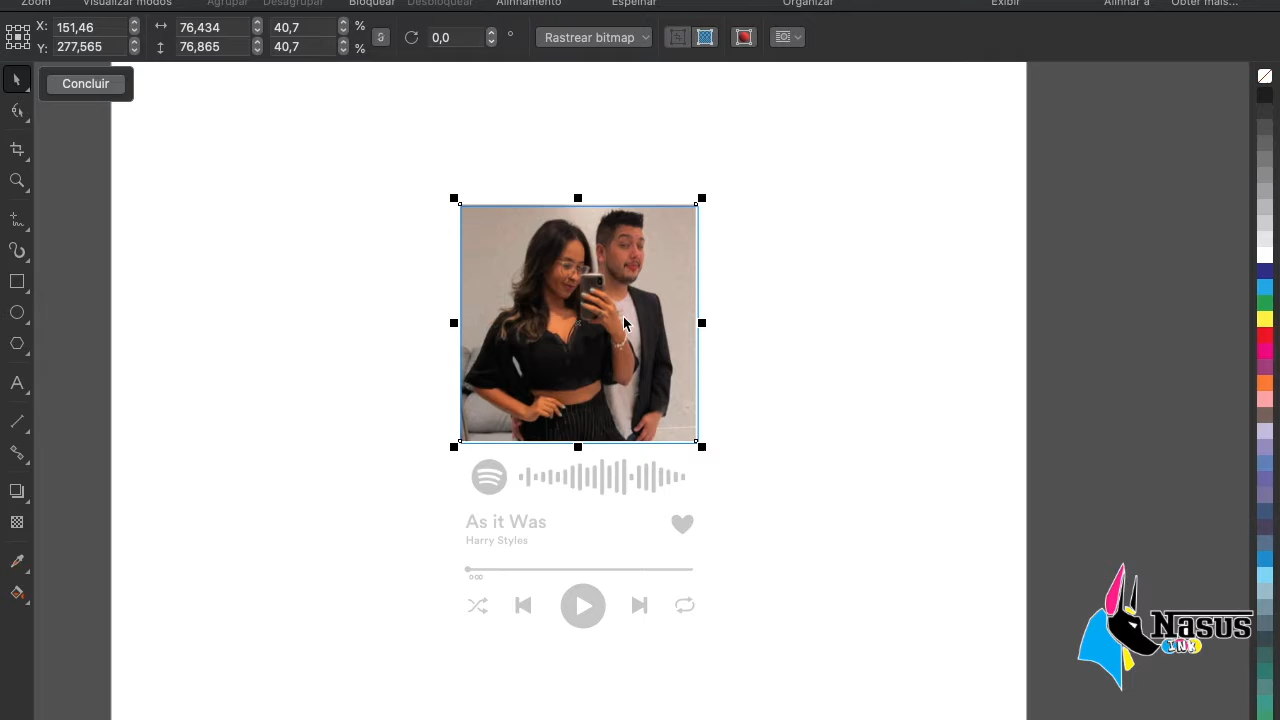 Zoom Visualizar modos Agrupar Desagrupar Bloquear Desbloquear Alinhamento Espelhar Organizar Exibir Alinhar a Obter mais...
X: 151,46 76,434 40,7 % 0,0 ° Rastrear bitmap
Y: 277,565 76,865 40,7 %
Concluir
As it Was
Harry Styles
0:00
Nasus
INK